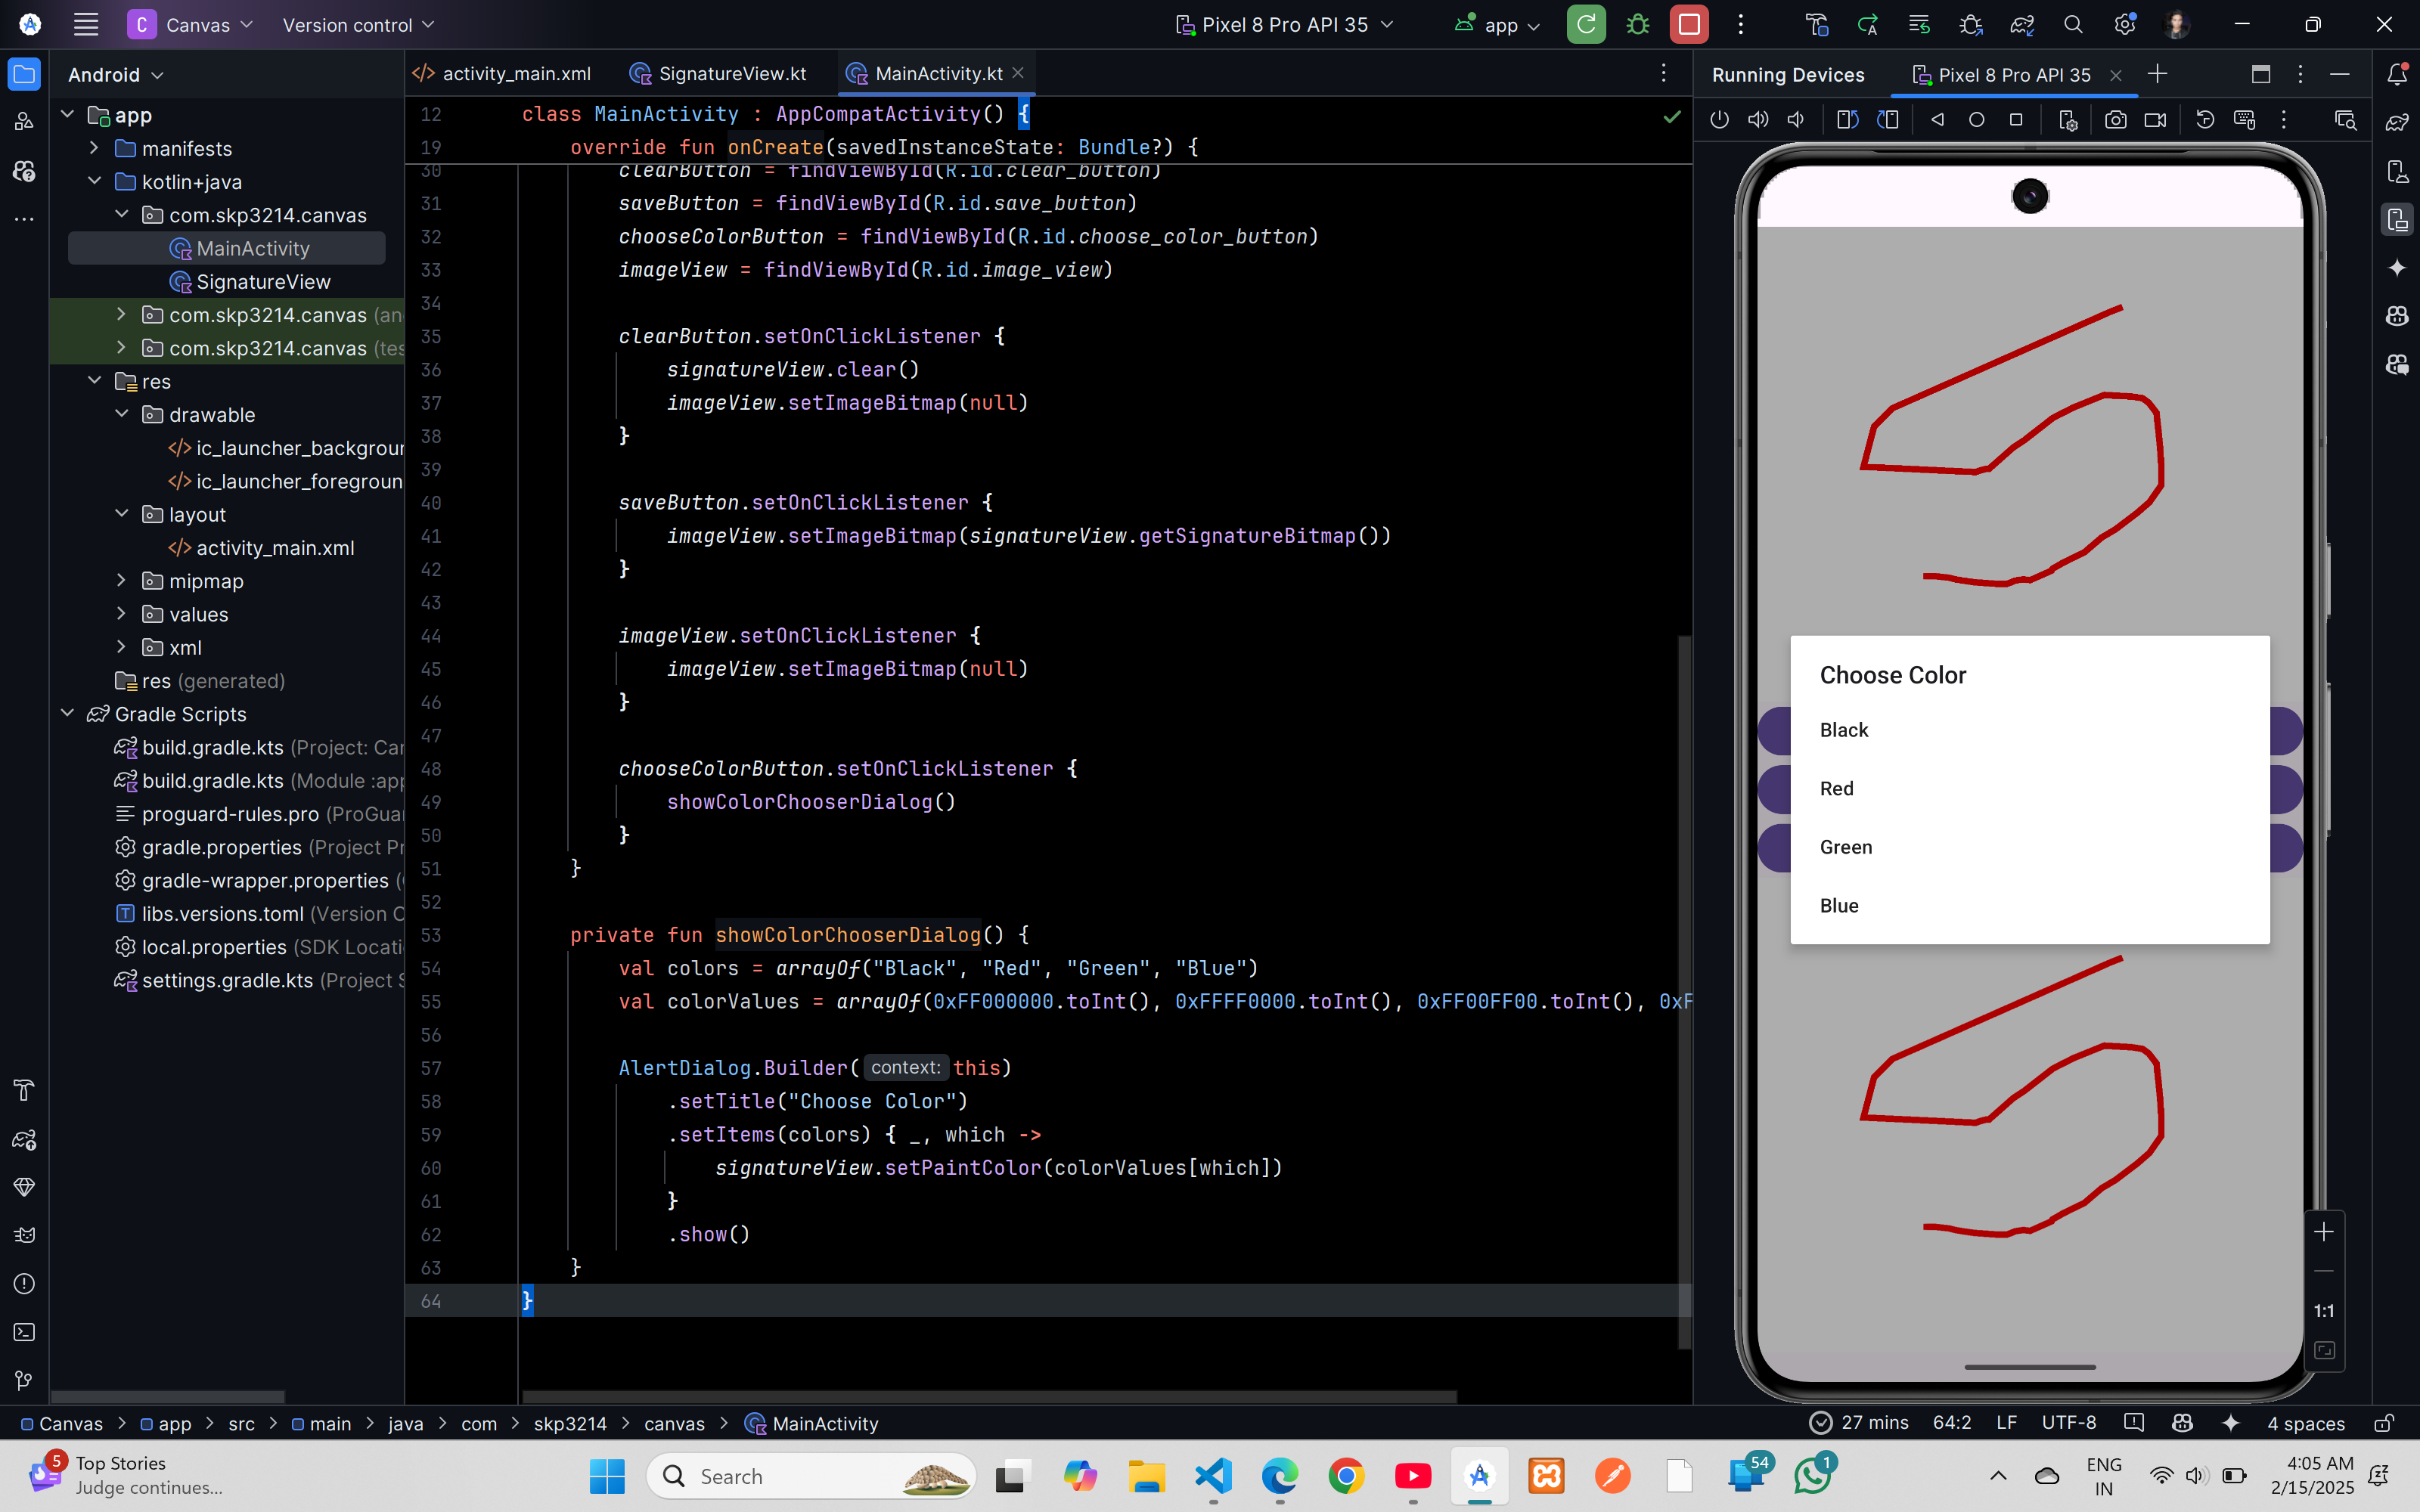 C Canvas Version control Pixel 8 Pro API 35 app
Android
app
manifests
kotlin+java
com.skp3214.canvas
MainActivity
SignatureView
com.skp3214.canvas (an
com.skp3214.canvas (tes
res
drawable
ic_launcher_backgroun
ic_launcher_foregroun
layout
activity_main.xml
mipmap
values
xml
res (generated)
Gradle Scripts
build.gradle.kts (Project: Can
build.gradle.kts (Module :app
proguard-rules.pro (ProGuar
gradle.properties (Project Pr
gradle-wrapper.properties (
libs.versions.toml (Version C
local.properties (SDK Locati
settings.gradle.kts (Project S
activity_main.xml SignatureView.kt MainActivity.kt
12 class MainActivity : AppCompatActivity() {
19 override fun onCreate(savedInstanceState: Bundle?) {
30 clearButton = findViewById(R.id.clear_button)
31 saveButton = findViewById(R.id.save_button)
32 chooseColorButton = findViewById(R.id.choose_color_button)
33 imageView = findViewById(R.id.image_view)
34
35 clearButton.setOnClickListener {
36 signatureView.clear()
37 imageView.setImageBitmap(null)
38 }
39
40 saveButton.setOnClickListener {
41 imageView.setImageBitmap(signatureView.getSignatureBitmap())
42 }
43
44 imageView.setOnClickListener {
45 imageView.setImageBitmap(null)
46 }
47
48 chooseColorButton.setOnClickListener {
49 showColorChooserDialog()
50 }
51 }
52
53 private fun showColorChooserDialog() {
54 val colors = arrayOf("Black", "Red", "Green", "Blue")
55 val colorValues = arrayOf(0xFF000000.toInt(), 0xFFFF0000.toInt(), 0xFF00FF00.toInt(), 0xF
56
57 AlertDialog.Builder( context: this)
58 .setTitle("Choose Color")
59 .setItems(colors) { _, which ->
60 signatureView.setPaintColor(colorValues[which])
61 }
62 .show()
63 }
64 }
Running Devices Pixel 8 Pro API 35
Choose Color
Black
Red
Green
Blue
1:1
Canvas > app > src > main > java > com > skp3214 > canvas > MainActivity
27 mins 64:2 LF UTF-8 4 spaces
5
Top Stories
Judge continues...
Search
54
1
ENG
IN
4:05 AM
2/15/2025